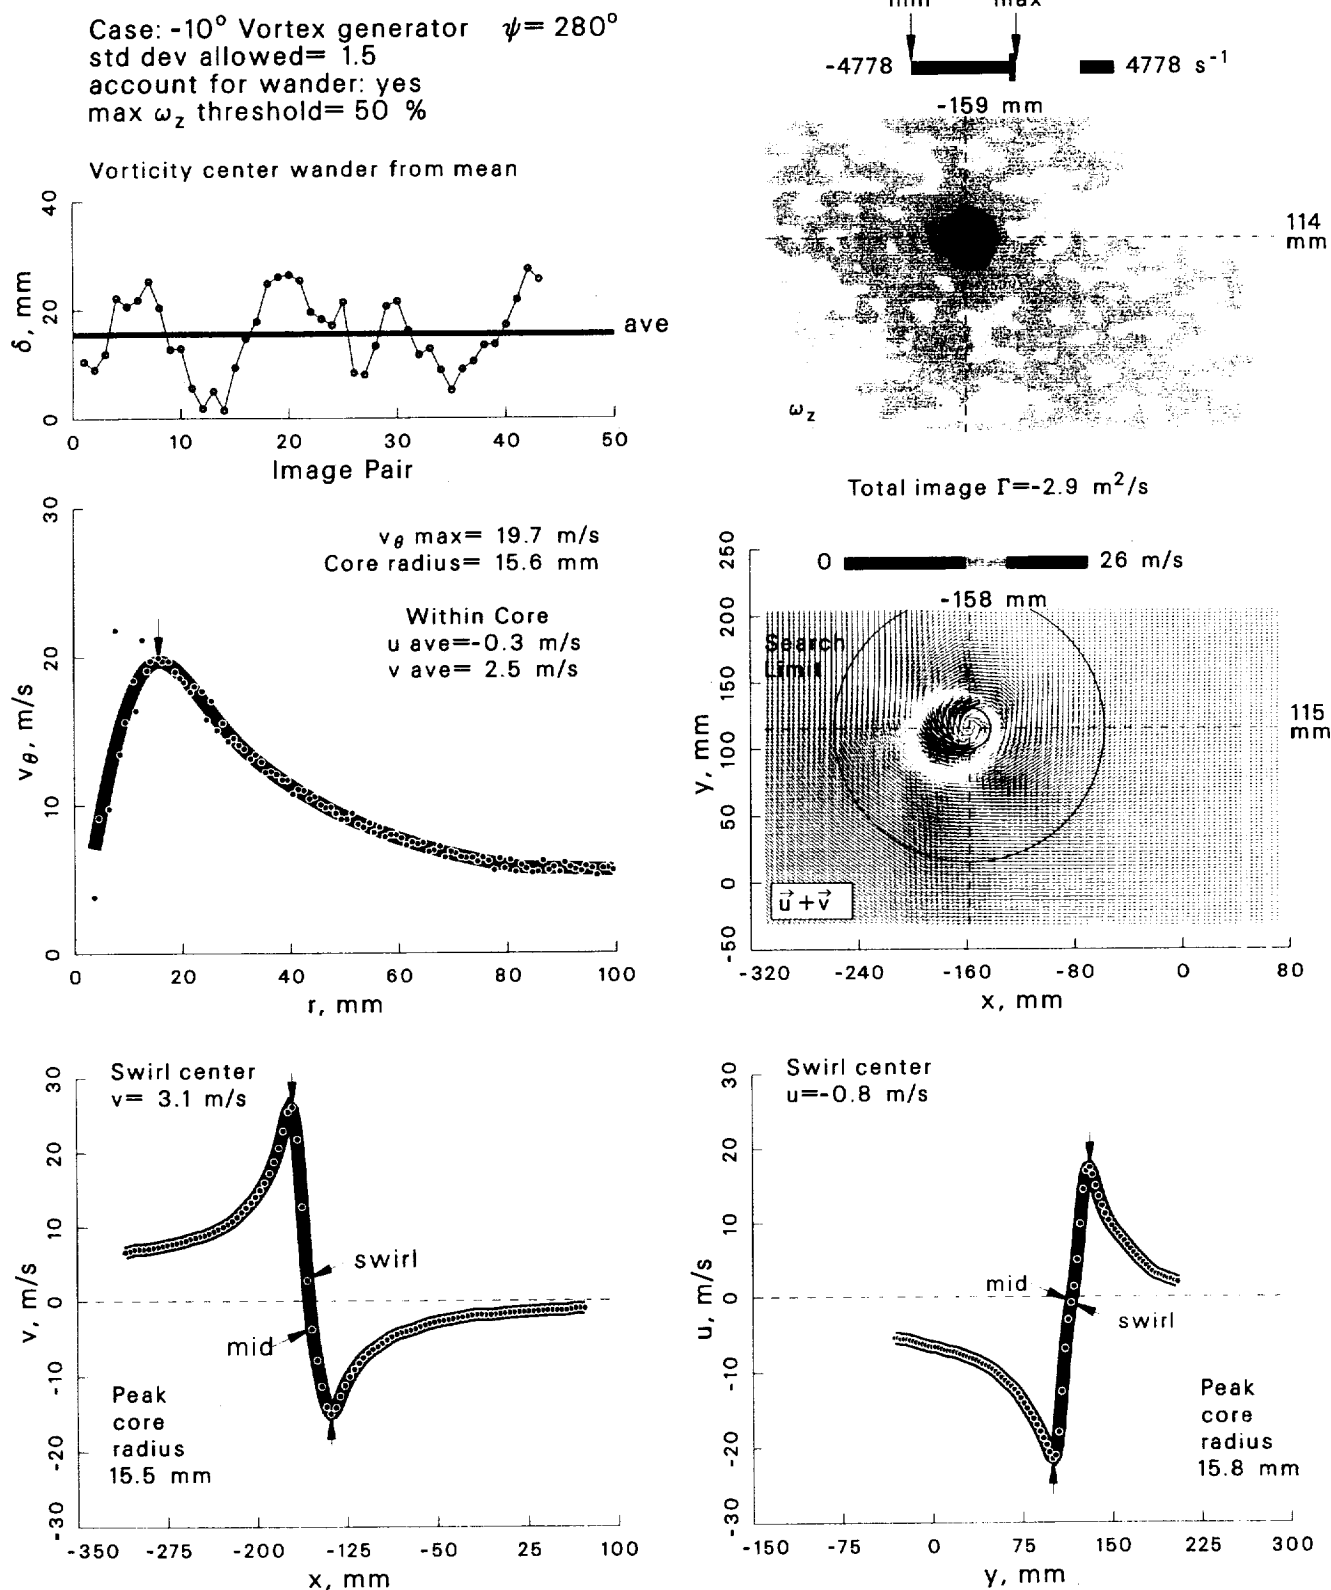 Case: -10° Vortex generator ψ= 280°
std dev allowed= 1.5
account for wander: yes
max ω_z threshold= 50 %
min max
-4778 4778 s⁻¹
-159 mm
114
mm
ω_z
Vorticity center wander from mean
40
20
0
δ, mm
ave
0 10 20 30 40 50
Image Pair
Total image Γ=-2.9 m²/s
0 26 m/s
-158 mm
Search
Limit
115
mm
u⃗+v⃗
250
200
150
100
50
0
-50
y, mm
-320 -240 -160 -80 0 80
x, mm
v_θ max= 19.7 m/s
Core radius= 15.6 mm
Within Core
u ave=-0.3 m/s
v ave= 2.5 m/s
30
20
10
0
v_θ, m/s
0 20 40 60 80 100
r, mm
Swirl center
v= 3.1 m/s
swirl
mid
Peak
core
radius
15.5 mm
30
20
10
0
-10
-20
-30
v, m/s
-350 -275 -200 -125 -50 25 100
x, mm
Swirl center
u=-0.8 m/s
mid
swirl
Peak
core
radius
15.8 mm
30
20
10
0
-10
-20
-30
u, m/s
-150 -75 0 75 150 225 300
y, mm